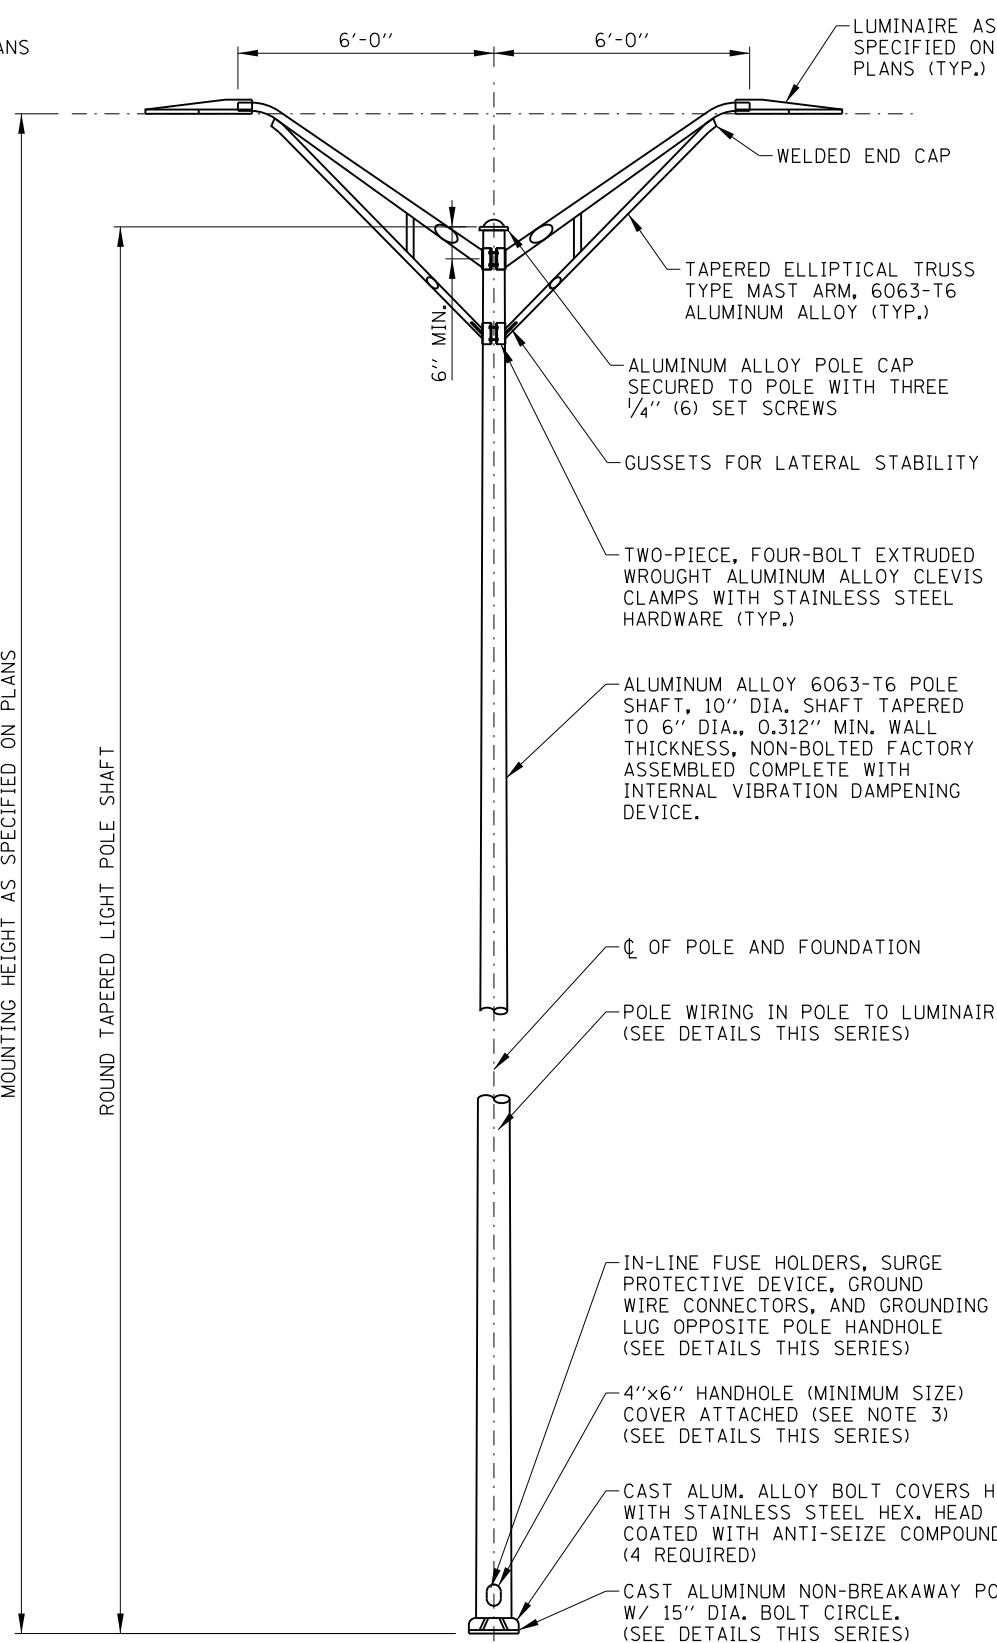 ANS
6'-0''
6'-0''
LUMINAIRE AS
SPECIFIED ON
PLANS (TYP.)
WELDED END CAP
TAPERED ELLIPTICAL TRUSS
TYPE MAST ARM, 6063-T6
ALUMINUM ALLOY (TYP.)
6'' MIN.
ALUMINUM ALLOY POLE CAP
SECURED TO POLE WITH THREE
1/4'' (6) SET SCREWS
GUSSETS FOR LATERAL STABILITY
TWO-PIECE, FOUR-BOLT EXTRUDED
WROUGHT ALUMINUM ALLOY CLEVIS
CLAMPS WITH STAINLESS STEEL
HARDWARE (TYP.)
ALUMINUM ALLOY 6063-T6 POLE
SHAFT, 10'' DIA. SHAFT TAPERED
TO 6'' DIA., 0.312'' MIN. WALL
THICKNESS, NON-BOLTED FACTORY
ASSEMBLED COMPLETE WITH
INTERNAL VIBRATION DAMPENING
DEVICE.
MOUNTING HEIGHT AS SPECIFIED ON PLANS
ROUND TAPERED LIGHT POLE SHAFT
℄ OF POLE AND FOUNDATION
POLE WIRING IN POLE TO LUMINAIR
(SEE DETAILS THIS SERIES)
IN-LINE FUSE HOLDERS, SURGE
PROTECTIVE DEVICE, GROUND
WIRE CONNECTORS, AND GROUNDING
LUG OPPOSITE POLE HANDHOLE
(SEE DETAILS THIS SERIES)
4''x6'' HANDHOLE (MINIMUM SIZE)
COVER ATTACHED (SEE NOTE 3)
(SEE DETAILS THIS SERIES)
CAST ALUM. ALLOY BOLT COVERS H
WITH STAINLESS STEEL HEX. HEAD
COATED WITH ANTI-SEIZE COMPOUND
(4 REQUIRED)
CAST ALUMINUM NON-BREAKAWAY PO
W/ 15'' DIA. BOLT CIRCLE.
(SEE DETAILS THIS SERIES)